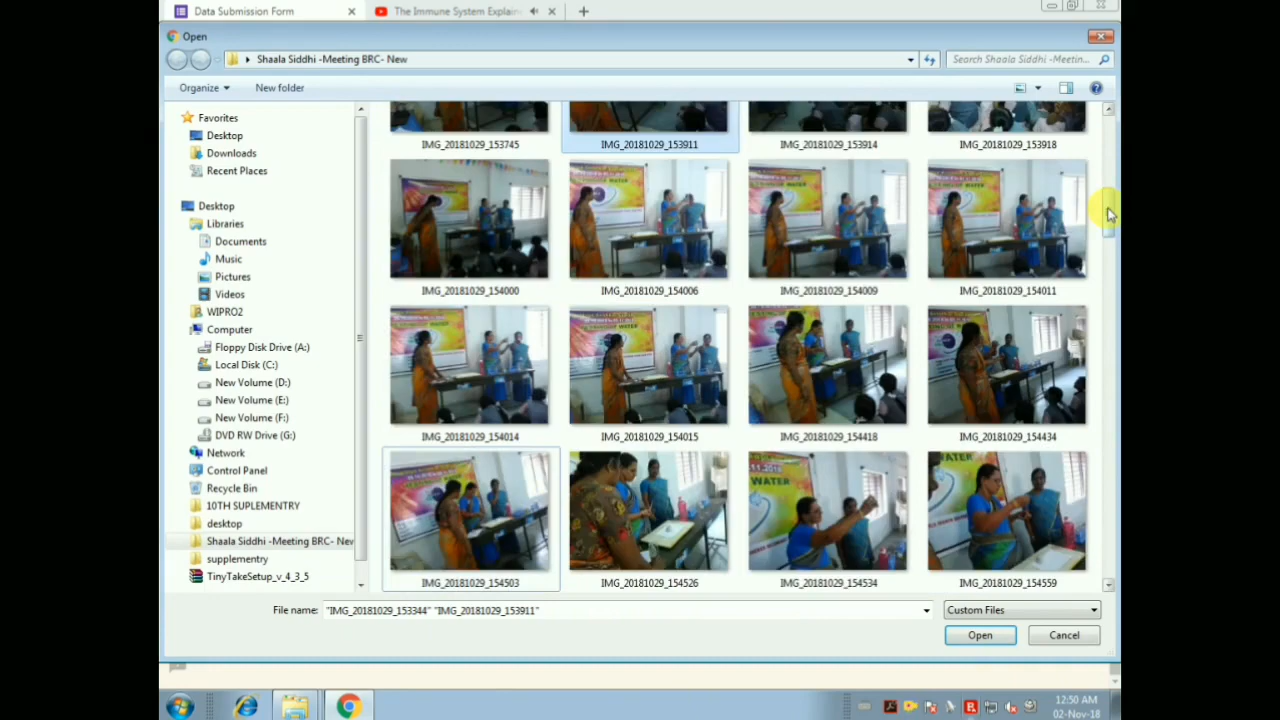 Data Submission Form
The Immune System Explain
Open
Shaala Siddhi -Meeting BRC- New
Search Shaala Siddhi -Meetin...
Organize
New folder
Favorites
Desktop
Downloads
Recent Places
Desktop
Libraries
Documents
Music
Pictures
Videos
WIPRO2
Computer
Floppy Disk Drive (A:)
Local Disk (C:)
New Volume (D:)
New Volume (E:)
New Volume (F:)
DVD RW Drive (G:)
Network
Control Panel
Recycle Bin
10TH SUPLEMENTRY
desktop
Shaala Siddhi -Meeting BRC- New
supplementry
TinyTakeSetup_v_4_3_5
IMG_20181029_153745
IMG_20181029_153911
IMG_20181029_153914
IMG_20181029_153918
IMG_20181029_154000
IMG_20181029_154006
IMG_20181029_154009
IMG_20181029_154011
IMG_20181029_154014
IMG_20181029_154015
IMG_20181029_154418
IMG_20181029_154434
IMG_20181029_154503
IMG_20181029_154526
IMG_20181029_154534
IMG_20181029_154559
File name:
"IMG_20181029_153344" "IMG_20181029_153911"
Custom Files
Open
Cancel
12:50 AM
02-Nov-18